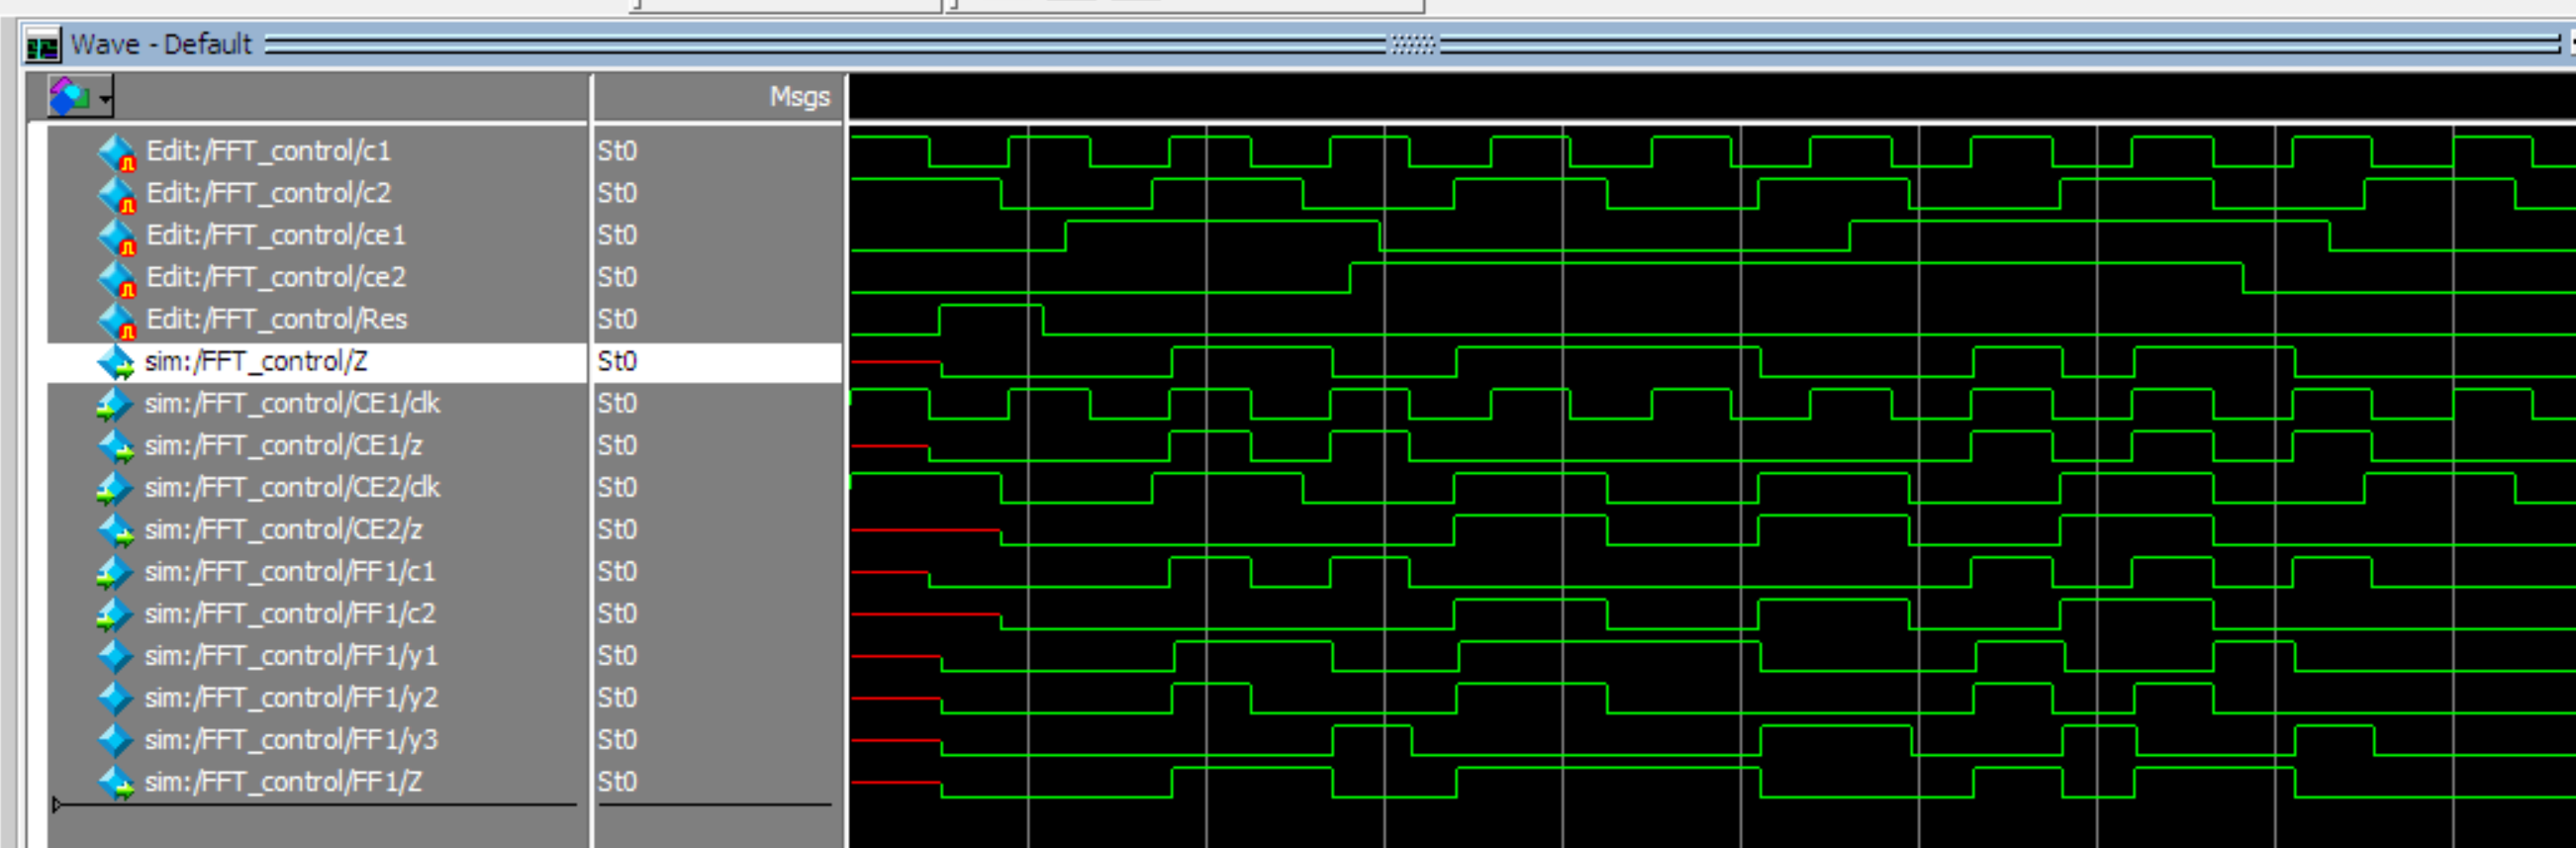 Wave - Default
Msgs
Edit:/FFT_control/c1 St0
Edit:/FFT_control/c2 St0
Edit:/FFT_control/ce1 St0
Edit:/FFT_control/ce2 St0
Edit:/FFT_control/Res St0
sim:/FFT_control/Z St0
sim:/FFT_control/CE1/clk St0
sim:/FFT_control/CE1/z St0
sim:/FFT_control/CE2/clk St0
sim:/FFT_control/CE2/z St0
sim:/FFT_control/FF1/c1 St0
sim:/FFT_control/FF1/c2 St0
sim:/FFT_control/FF1/y1 St0
sim:/FFT_control/FF1/y2 St0
sim:/FFT_control/FF1/y3 St0
sim:/FFT_control/FF1/Z St0